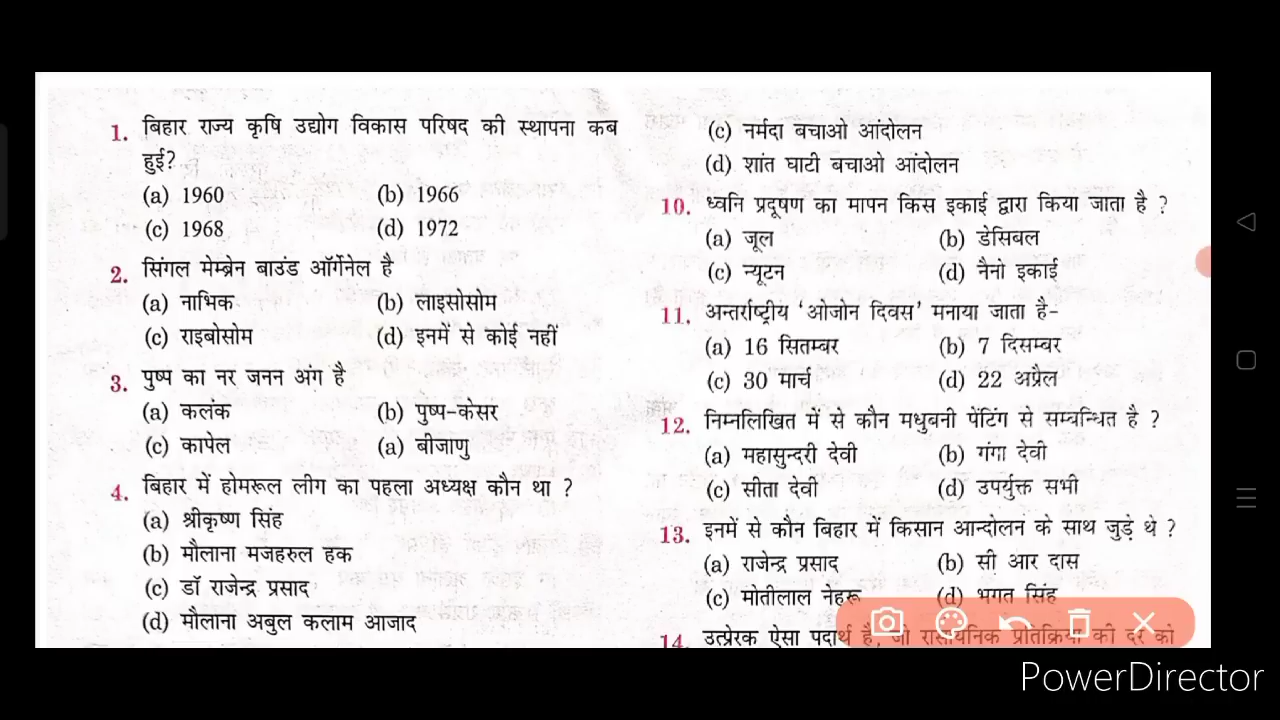 1. बिहार राज्य कृषि उद्योग विकास परिषद की स्थापना कब
हुई?
(a) 1960 (b) 1966
(c) 1968 (d) 1972
2. सिंगल मेम्ब्रेन बाउंड ऑर्गेनेल है
(a) नाभिक (b) लाइसोसोम
(c) राइबोसोम (d) इनमें से कोई नहीं
3. पुष्प का नर जनन अंग है
(a) कलंक (b) पुष्प-केसर
(c) कापेल (a) बीजाणु
4. बिहार में होमरूल लीग का पहला अध्यक्ष कौन था ?
(a) श्रीकृष्ण सिंह
(b) मौलाना मजहरुल हक
(c) डॉ राजेन्द्र प्रसाद
(d) मौलाना अबुल कलाम आजाद
(c) नर्मदा बचाओ आंदोलन
(d) शांत घाटी बचाओ आंदोलन
10. ध्वनि प्रदूषण का मापन किस इकाई द्वारा किया जाता है ?
(a) जूल (b) डेसिबल
(c) न्यूटन (d) नैनो इकाई
11. अन्तर्राष्ट्रीय ‘ओजोन दिवस’ मनाया जाता है-
(a) 16 सितम्बर (b) 7 दिसम्बर
(c) 30 मार्च (d) 22 अप्रैल
12. निम्नलिखित में से कौन मधुबनी पेंटिंग से सम्बन्धित है ?
(a) महासुन्दरी देवी (b) गंगा देवी
(c) सीता देवी (d) उपर्युक्त सभी
13. इनमें से कौन बिहार में किसान आन्दोलन के साथ जुड़े थे ?
(a) राजेन्द्र प्रसाद (b) सी आर दास
(c) मोतीलाल नेहरू (d) भगत सिंह
14. उत्प्रेरक ऐसा पदार्थ है, जो रासायनिक प्रतिक्रिया की दर को
PowerDirector